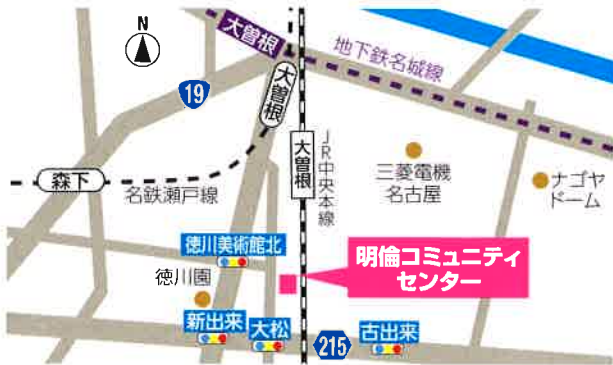 N
大曽根
地下鉄名城線
19
大曽根
大曽根
JR中央本線
三菱電機
名古屋
ナゴヤ
ドーム
森下
名鉄瀬戸線
徳川美術館北
明倫コミュニティ
センター
徳川園
新出来
大松
215
古出来